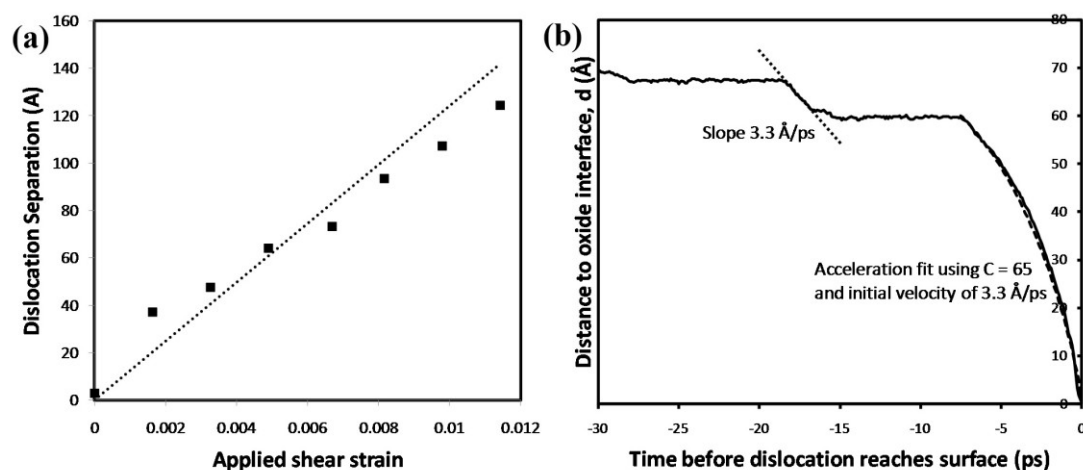 (a)
Dislocation Separation (A)
160
140
120
100
80
60
40
20
0
0 0.002 0.004 0.006 0.008 0.01 0.012
Applied shear strain
(b)
Distance to oxide interface, d (Å)
80
70
60
50
40
30
20
10
0
Slope 3.3 Å/ps
Acceleration fit using C = 65
and initial velocity of 3.3 Å/ps
-30 -25 -20 -15 -10 -5 0
Time before dislocation reaches surface (ps)